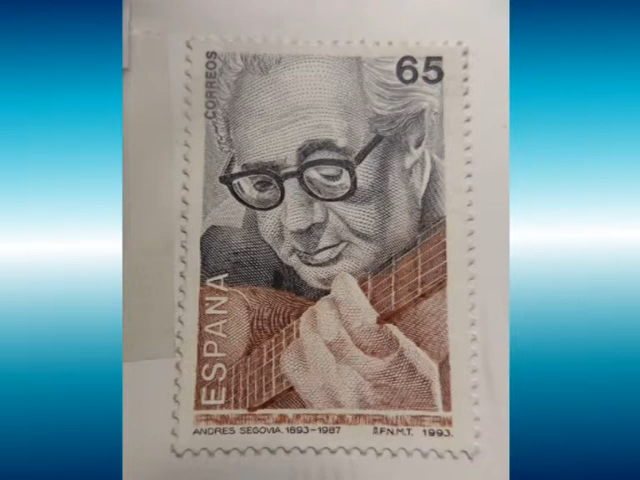 CORREOS
65
ESPAÑA
ANDRES SEGOVIA. 1893-1987
F.N.M.T. 1993.